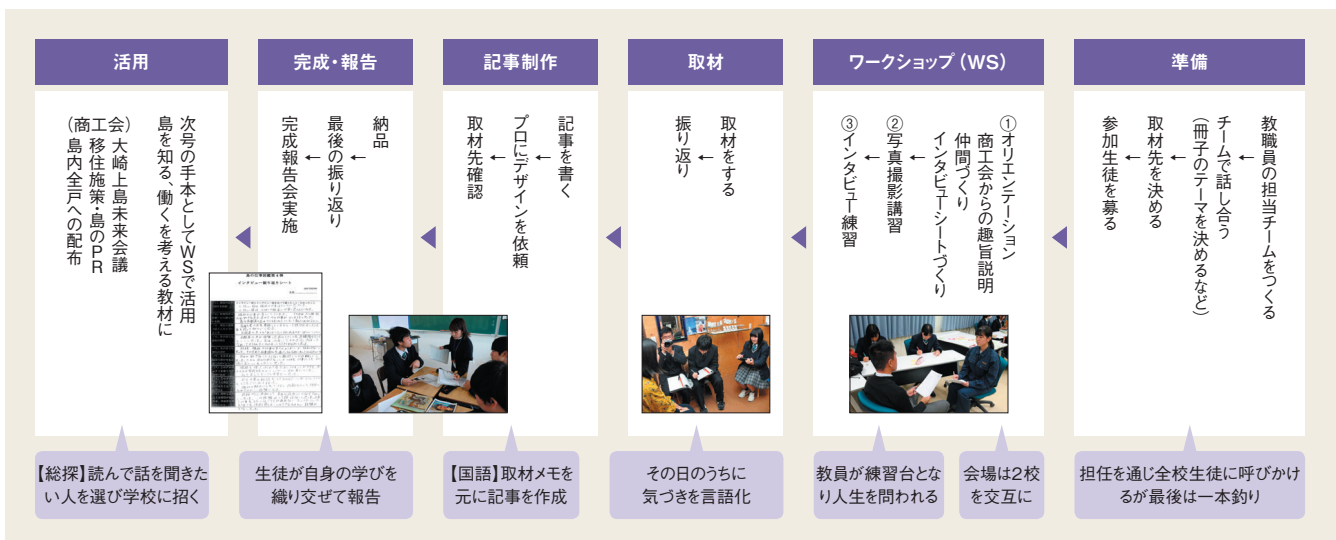 準備
教職員の担当チームをつくる
↓
チームで話し合う
(冊子のテーマを決めるなど)
↓
取材先を決める
↓
参加生徒を募る
担任を通じ全校生徒に呼びかけ
るが最後は一本釣り
ワークショップ(WS)
①オリエンテーション
商工会からの趣旨説明
仲間づくり
インタビューシートづくり
↓
②写真撮影講習
↓
③インタビュー練習
会場は2校
を交互に
教員が練習台とな
り人生を問われる
取材
取材をする
↓
振り返り
その日のうちに
気づきを言語化
記事制作
記事を書く
↓
プロにデザインを依頼
↓
取材先確認
【国語】取材メモを
元に記事を作成
完成・報告
納品
↓
最後の振り返り
↓
完成報告会実施
生徒が自身の学びを
織り交ぜて報告
活用
次号の手本としてWSで活用
島を知る、働くを考える教材に
(商工会)大崎上島未来会議
移住施策・島のPR
島内全戸への配布
インタビュー振り返りシート
【総探】読んで話を聞きた
い人を選び学校に招く